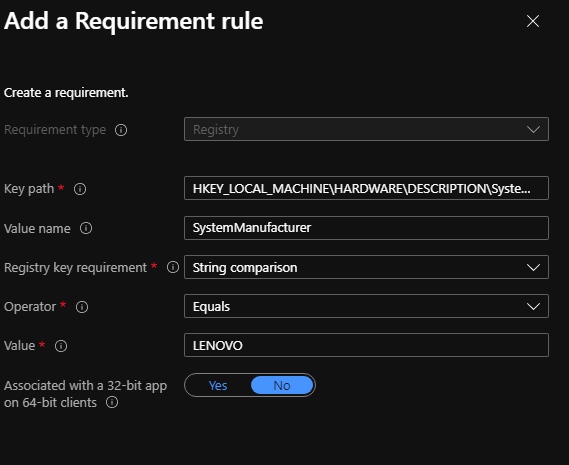 Add a Requirement rule
Create a requirement.
Requirement type
Registry
Key path *
HKEY_LOCAL_MACHINE\HARDWARE\DESCRIPTION\Syste...
Value name
SystemManufacturer
Registry key requirement *
String comparison
Operator *
Equals
Value *
LENOVO
Associated with a 32-bit app
on 64-bit clients
Yes No